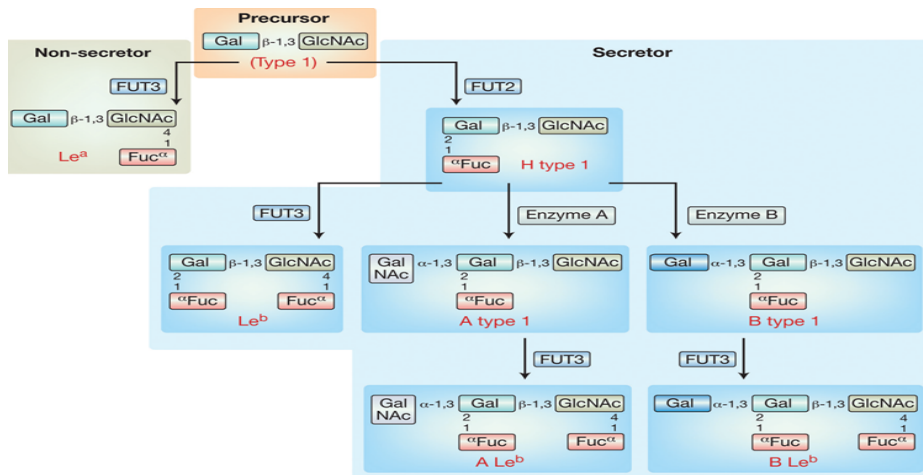 Precursor
Gal β-1,3 GlcNAc
(Type 1)
Non-secretor
Secretor
FUT3
FUT2
Gal β-1,3 GlcNAc
4
1
Fucα
Lea
Gal β-1,3 GlcNAc
2
1
αFuc
H type 1
FUT3
Enzyme A
Enzyme B
Gal β-1,3 GlcNAc
2 4
1 1
αFuc Fucα
Leb
Gal NAc α-1,3 Gal β-1,3 GlcNAc
2
1
αFuc
A type 1
Gal α-1,3 Gal β-1,3 GlcNAc
2
1
αFuc
B type 1
FUT3
FUT3
Gal NAc α-1,3 Gal β-1,3 GlcNAc
2 4
1 1
αFuc Fucα
A Leb
Gal α-1,3 Gal β-1,3 GlcNAc
2 4
1 1
αFuc Fucα
B Leb